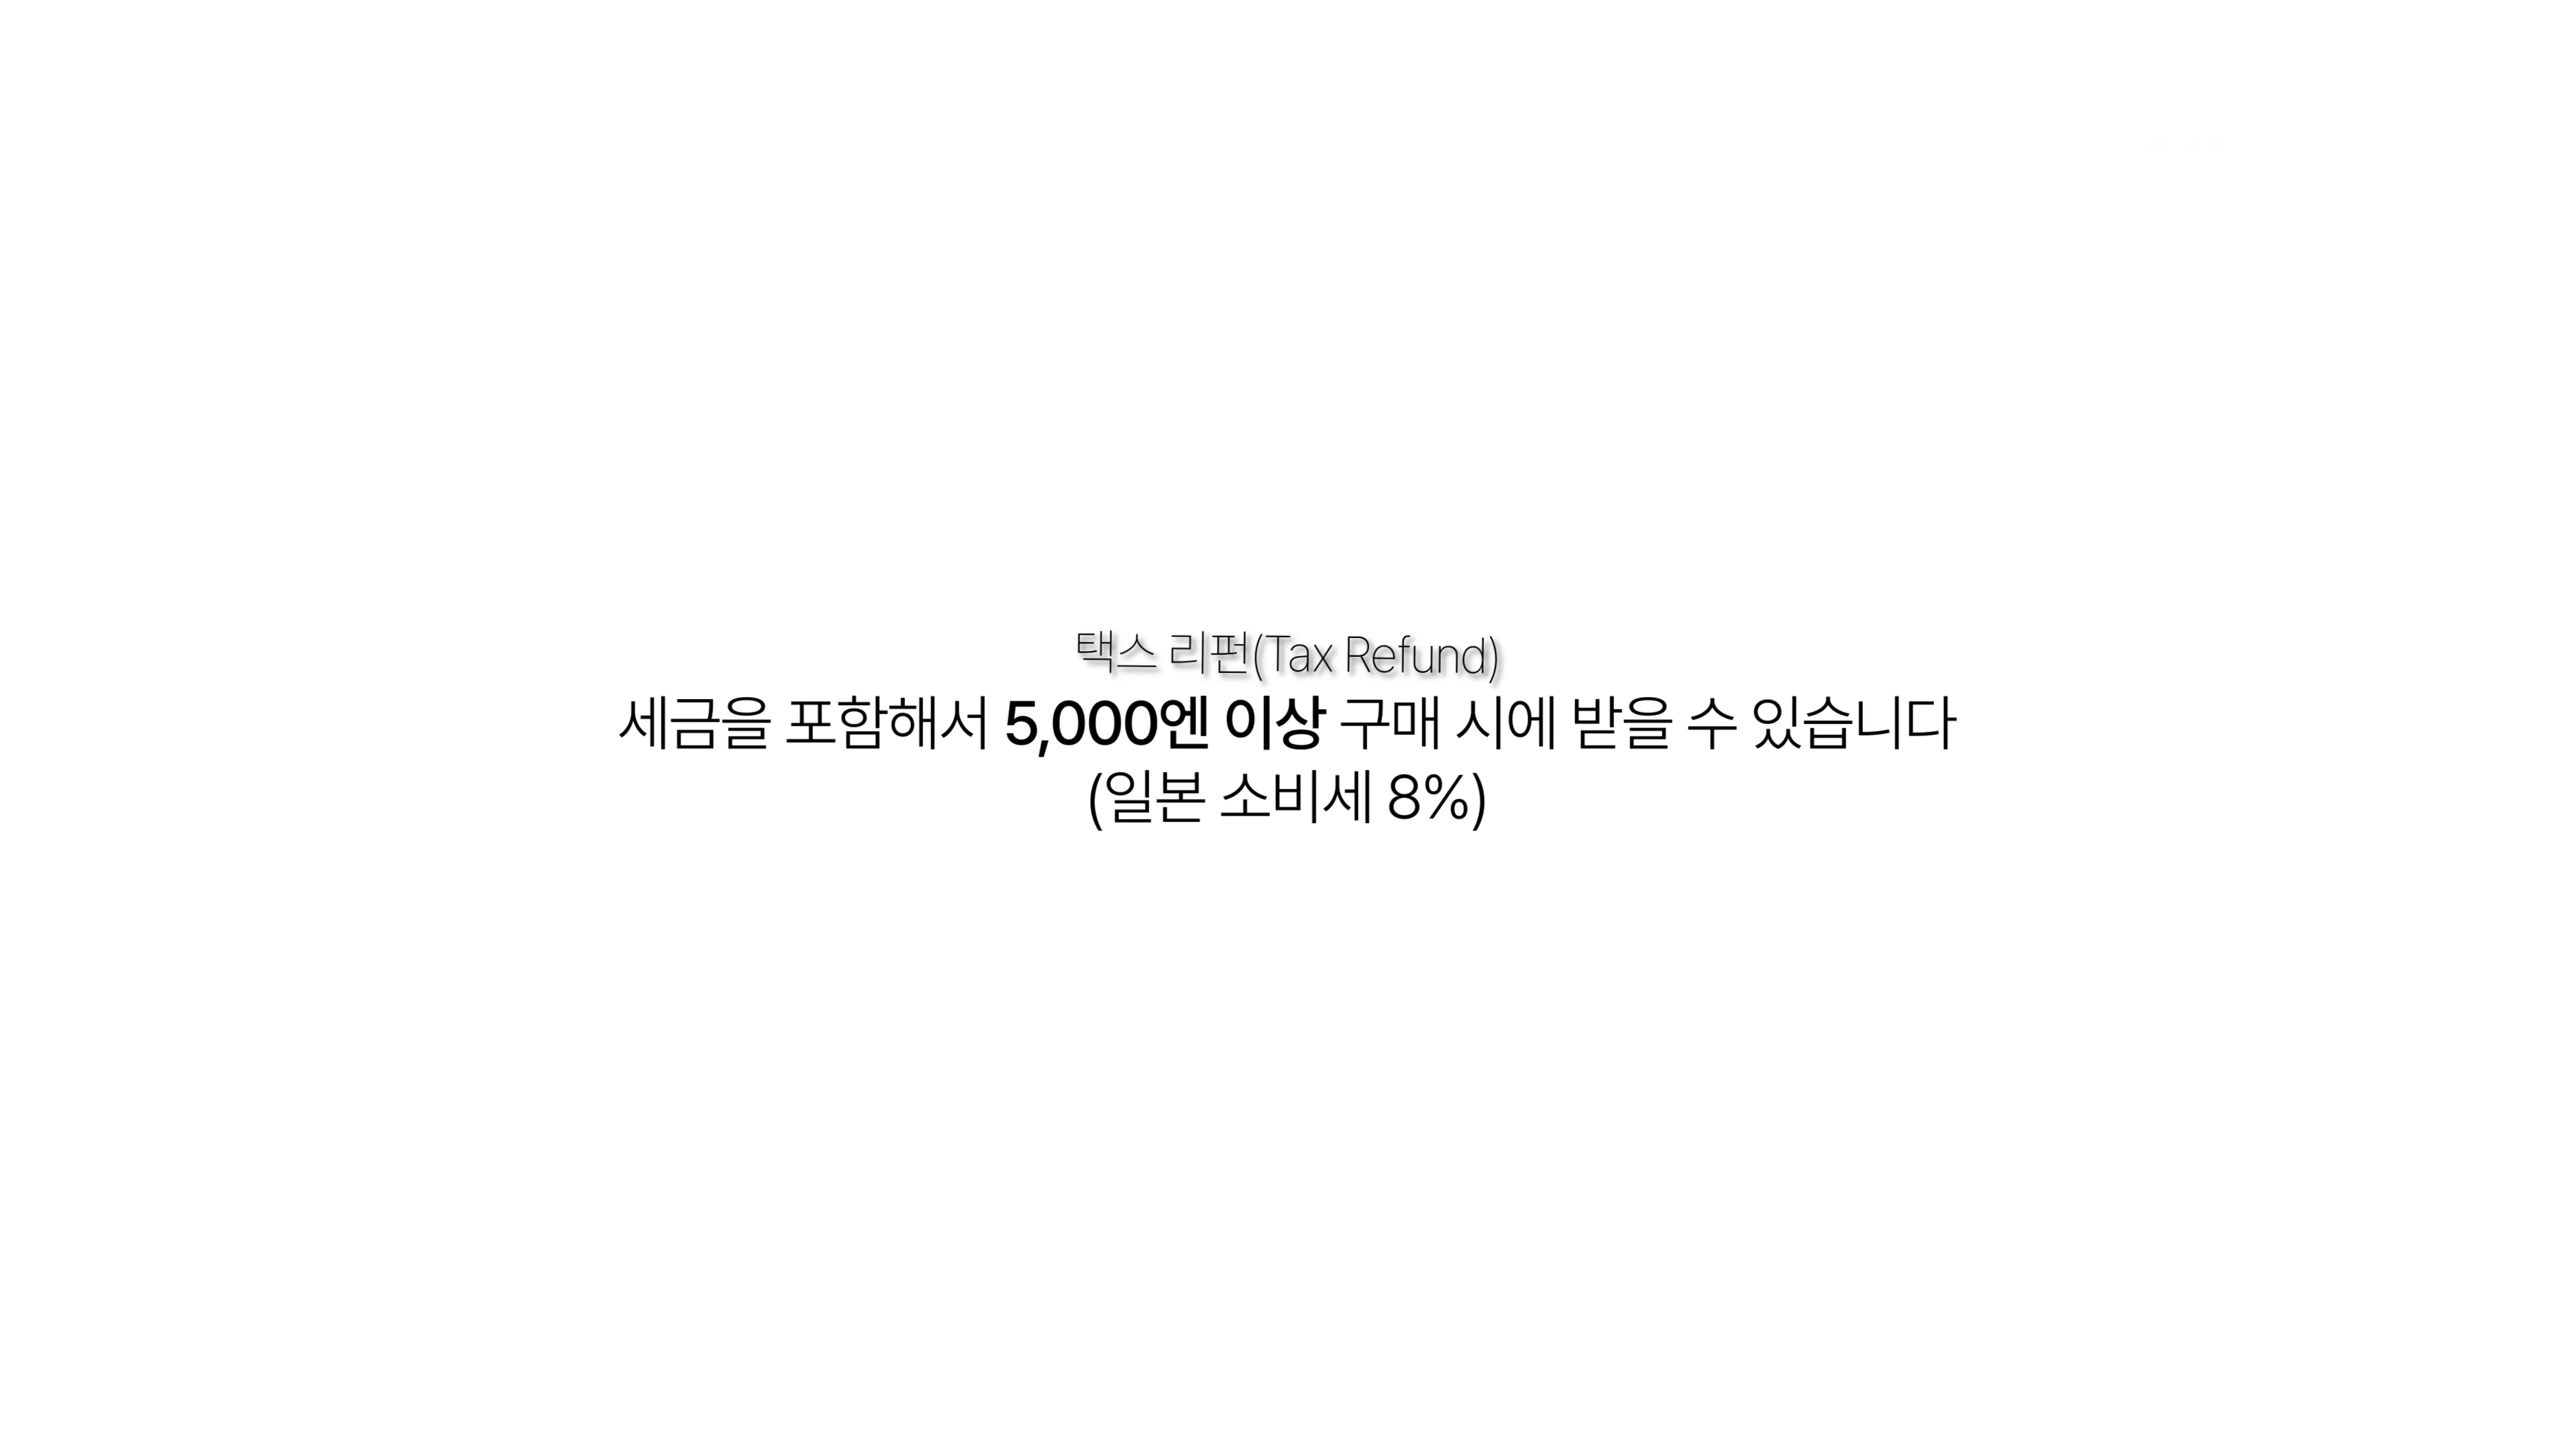 택스 리펀(Tax Refund)
세금을 포함해서 5,000엔 이상 구매 시에 받을 수 있습니다
(일본 소비세 8%)